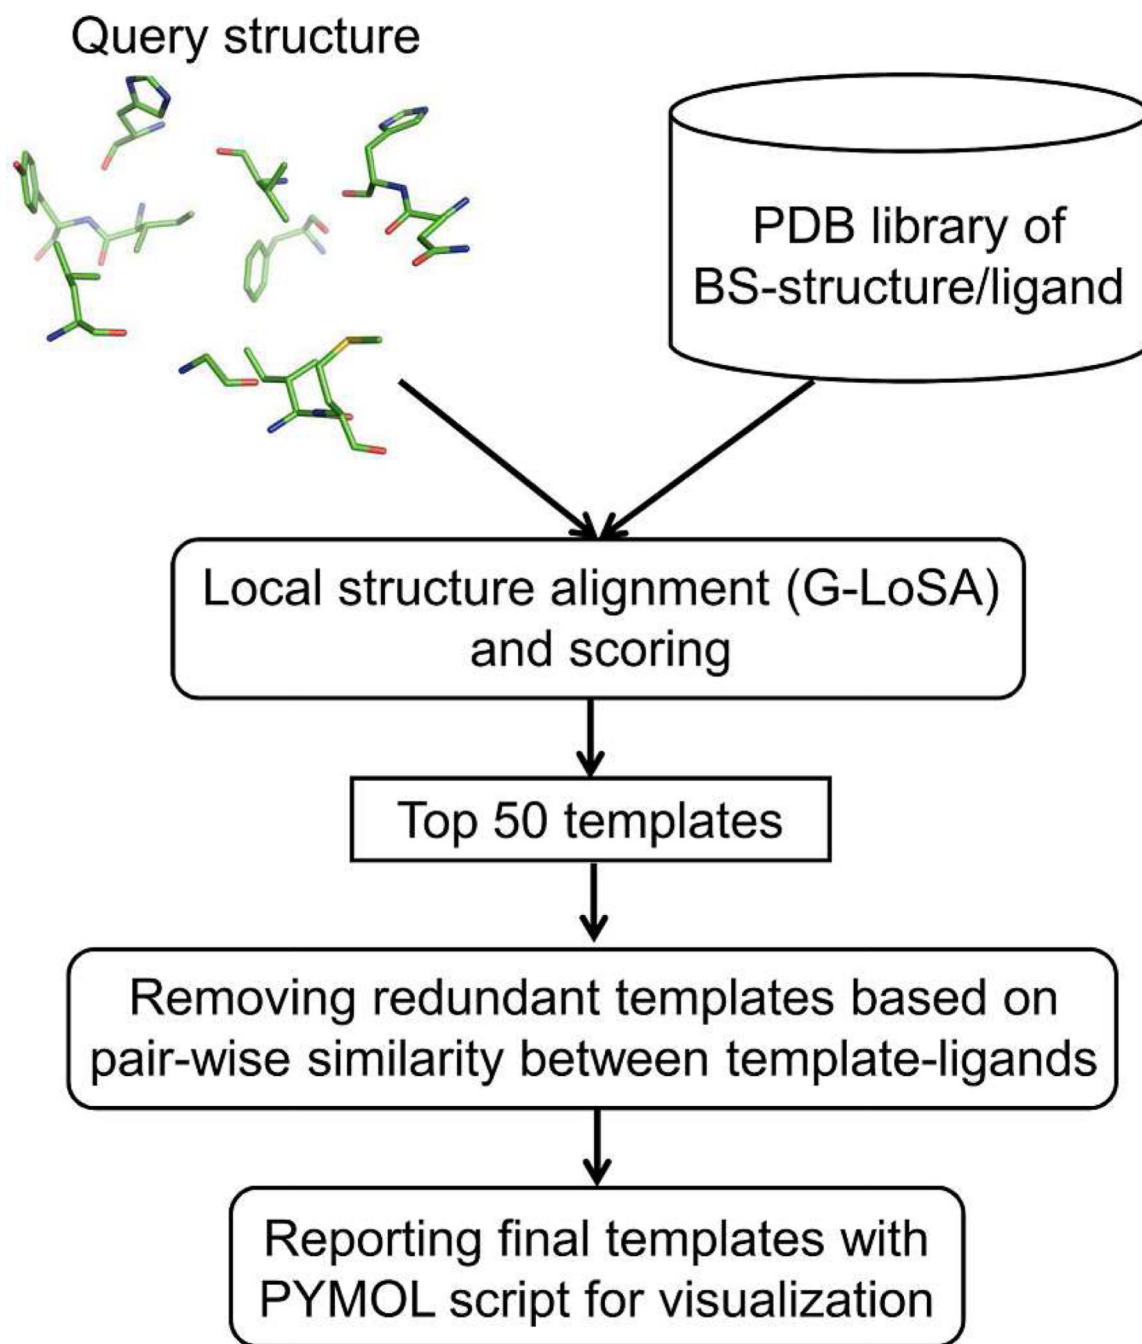 Query structure
PDB library of
BS-structure/ligand
Local structure alignment (G-LoSA)
and scoring
Top 50 templates
Removing redundant templates based on
pair-wise similarity between template-ligands
Reporting final templates with
PYMOL script for visualization